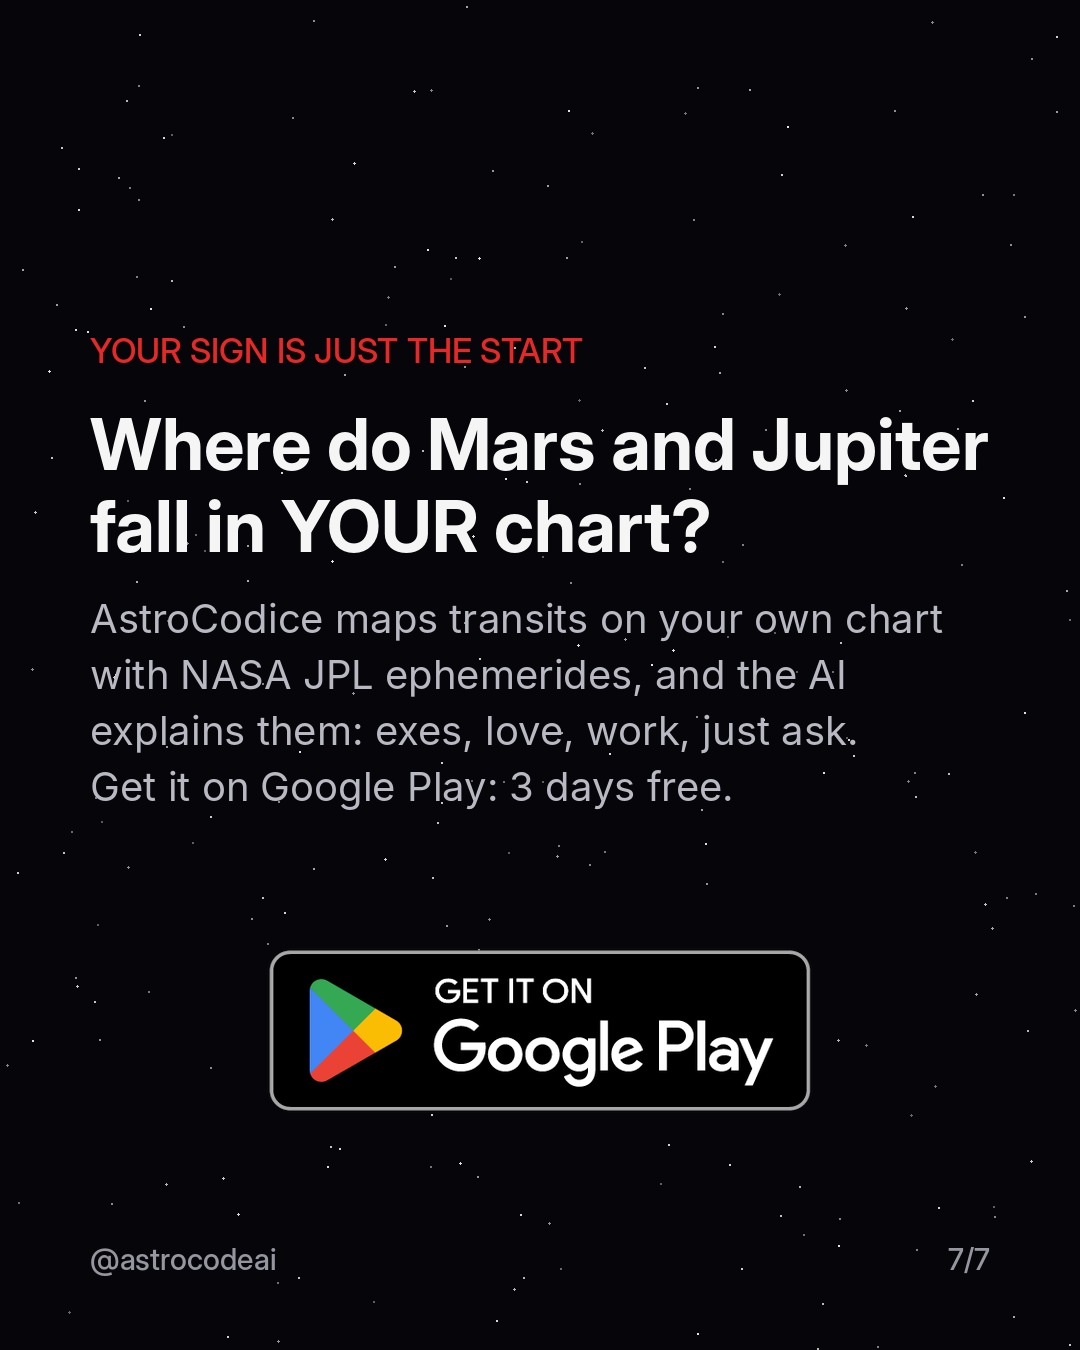 YOUR SIGN IS JUST THE START
Where do Mars and Jupiter
fall in YOUR chart?
AstroCodice maps transits on your own chart
with NASA JPL ephemerides, and the AI
explains them: exes, love, work, just ask.
Get it on Google Play: 3 days free.
GET IT ON
Google Play
@astrocodeai
7/7